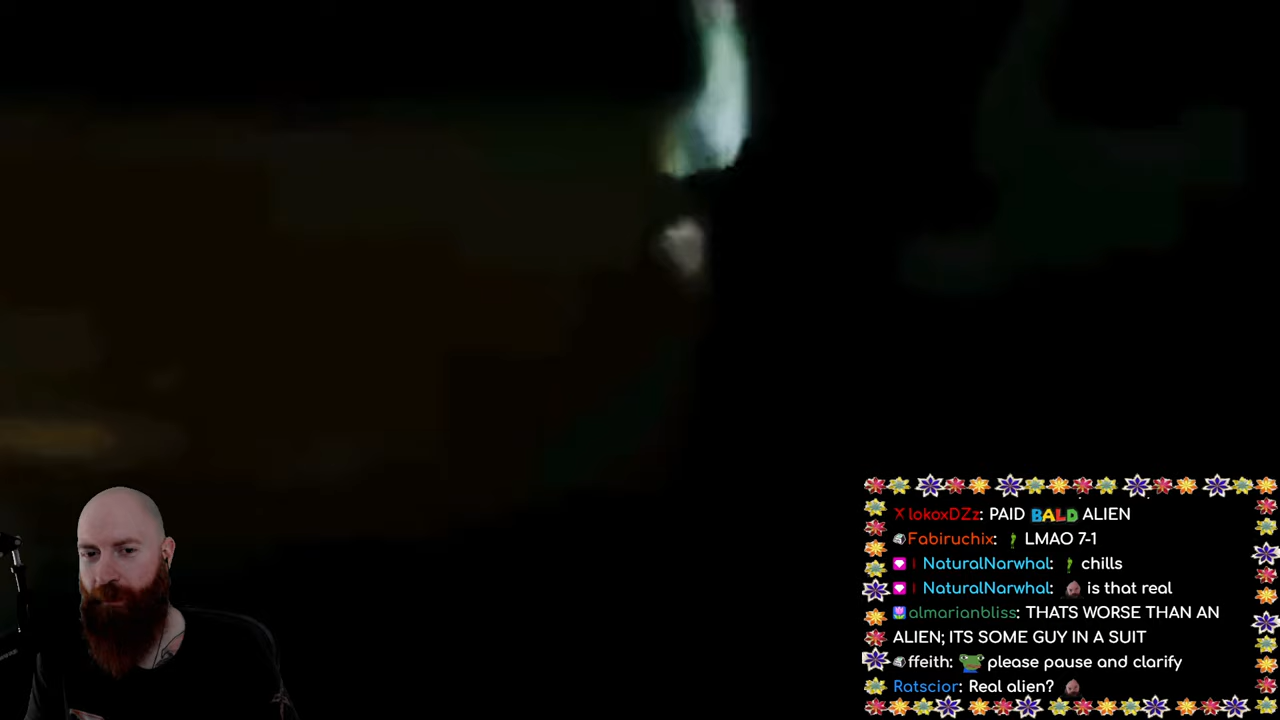 lokoxDZz: PAID BALD ALIEN
Fabiruchix: LMAO 7-1
NaturalNarwhal: chills
NaturalNarwhal: is that real
almarianbliss: THATS WORSE THAN AN
ALIEN; ITS SOME GUY IN A SUIT
ffeith: please pause and clarify
Ratscior: Real alien?